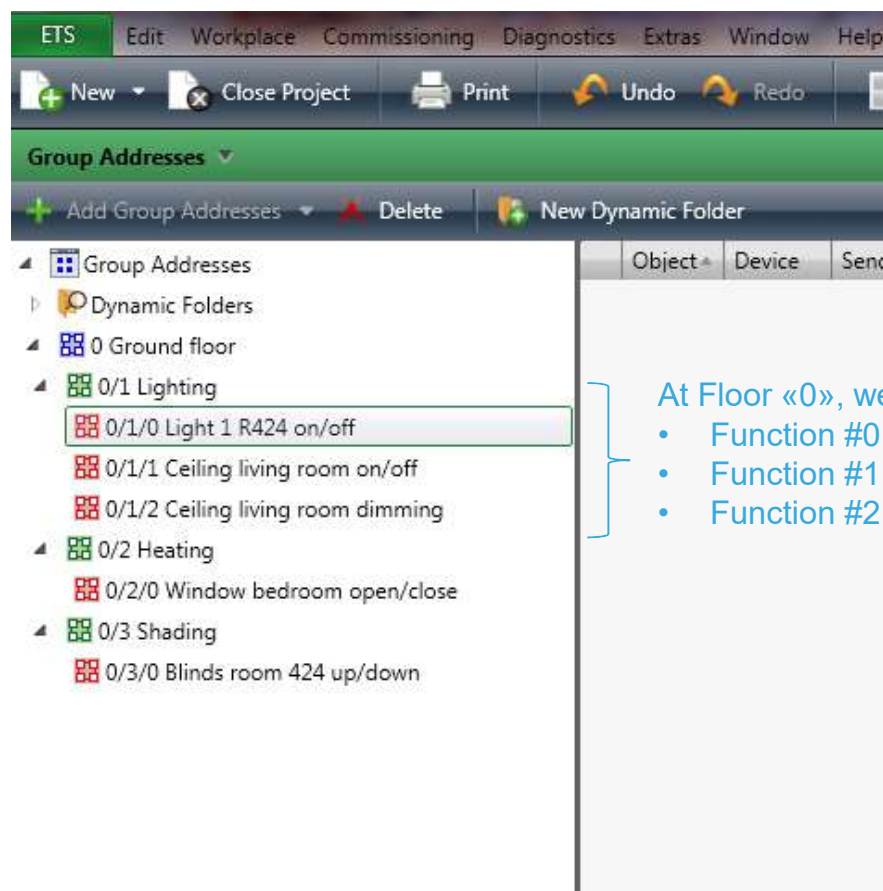 ETS Edit Workplace Commissioning Diagnostics Extras Window Help
New Close Project Print Undo Redo
Group Addresses
Add Group Addresses Delete New Dynamic Folder
Group Addresses
Object Device Send
Dynamic Folders
0 Ground floor
0/1 Lighting
0/1/0 Light 1 R424 on/off
0/1/1 Ceiling living room on/off
0/1/2 Ceiling living room dimming
0/2 Heating
0/2/0 Window bedroom open/close
0/3 Shading
0/3/0 Blinds room 424 up/down
At Floor «0», we
• Function #0
• Function #1
• Function #2